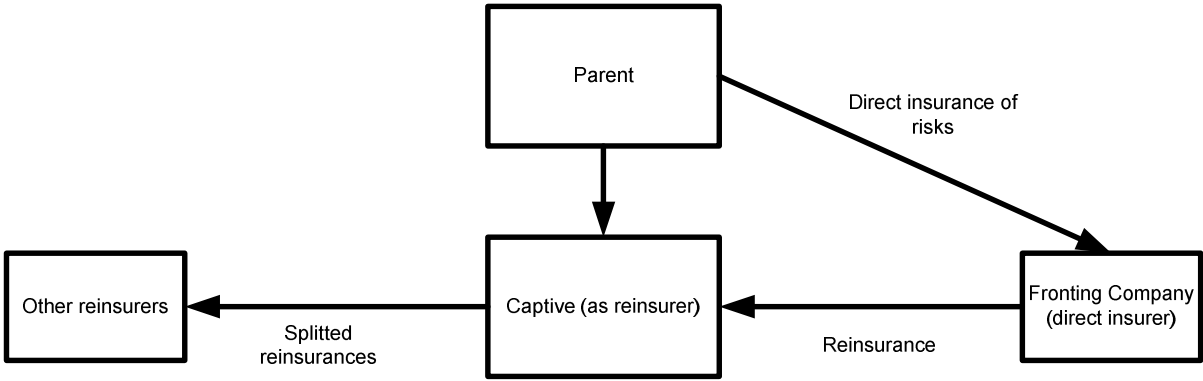 Parent
Direct insurance of
risks
Other reinsurers
Captive (as reinsurer)
Fronting Company
(direct insurer)
Splitted
reinsurances
Reinsurance